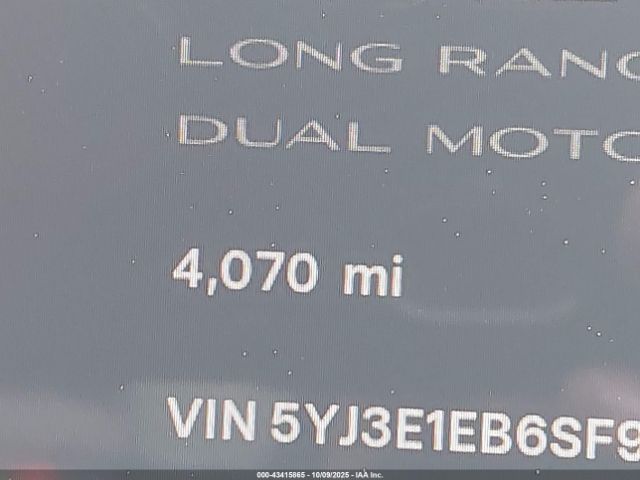 LONG RANG
DUAL MOTO
4,070 mi
VIN 5YJ3E1EB6SF9
000-43415865 - 10/09/2025 - IAA Inc.